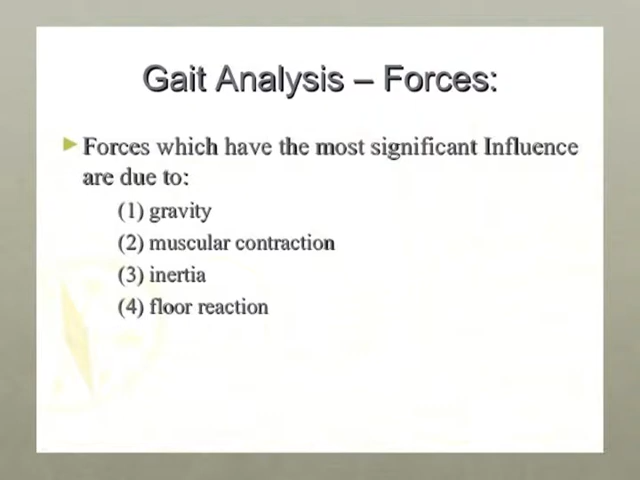 Gait Analysis – Forces:
Forces which have the most significant Influence
are due to:
(1) gravity
(2) muscular contraction
(3) inertia
(4) floor reaction